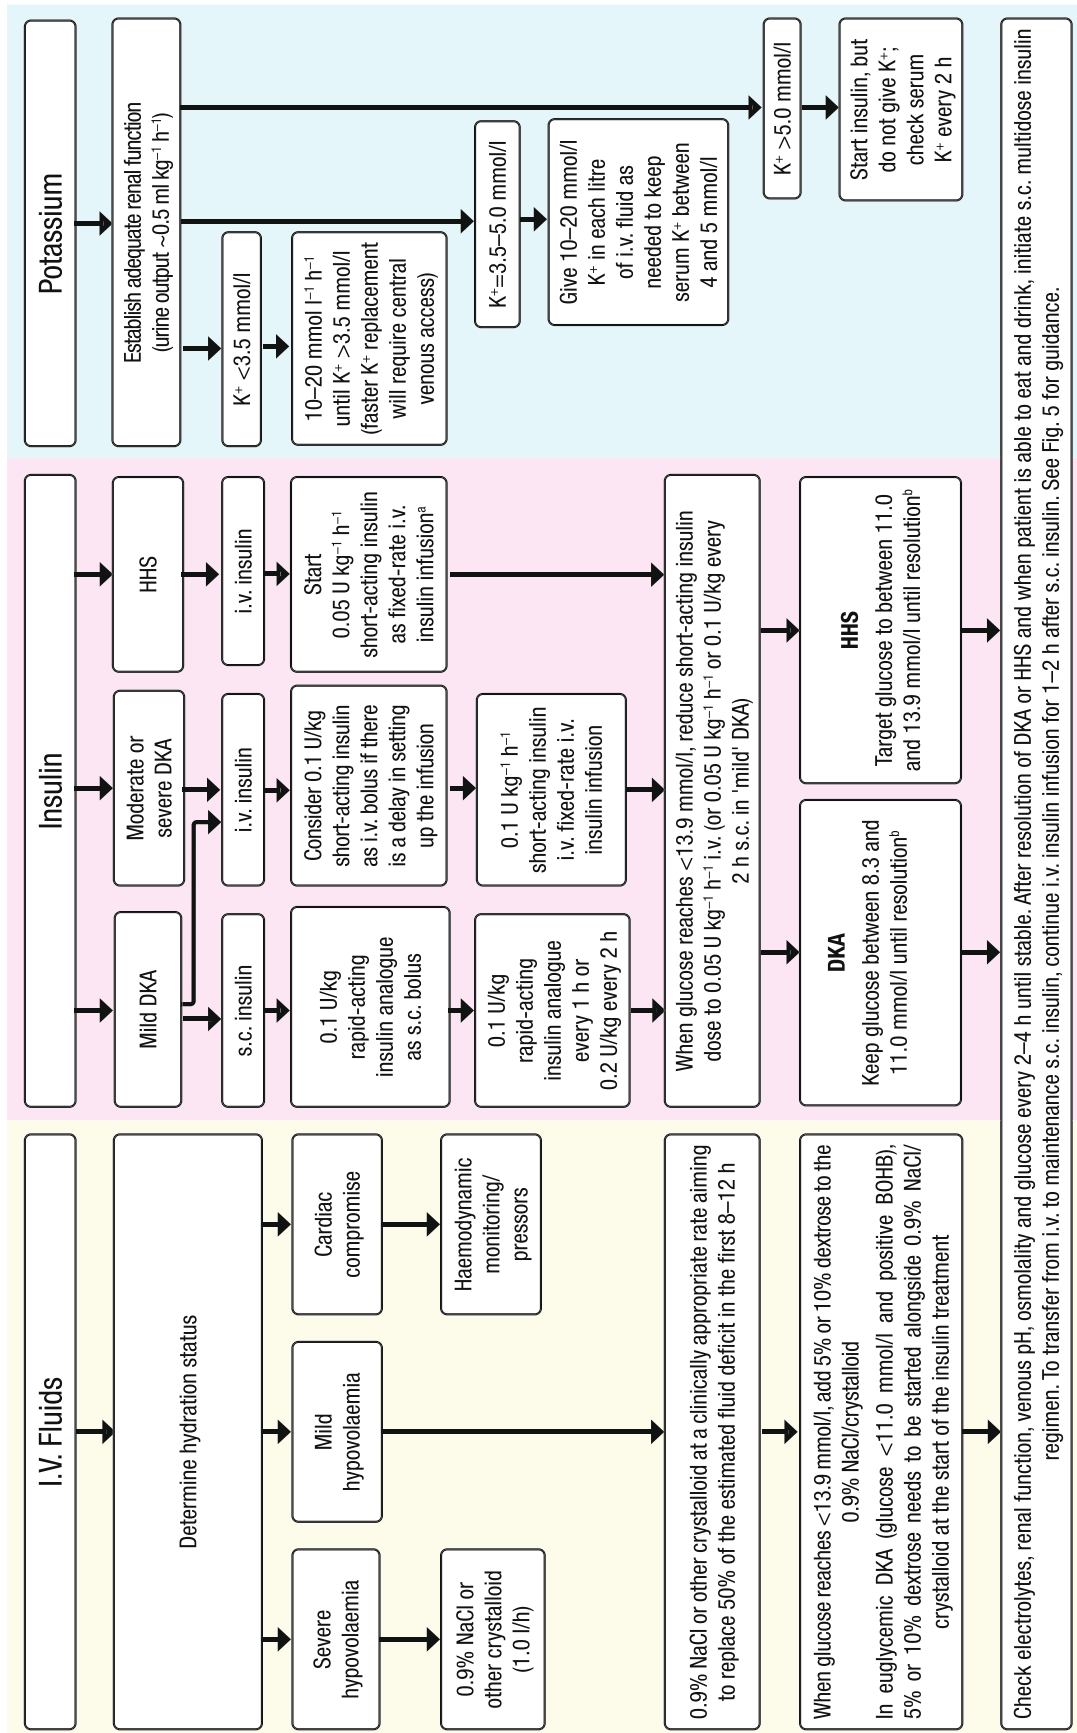 I.V. Fluids
Determine hydration status
Severe
hypovolaemia
0.9% NaCl or
other crystalloid
(1.0 l/h)
Mild
hypovolaemia
Cardiac
compromise
Haemodynamic
monitoring/
pressors
0.9% NaCl or other crystalloid at a clinically appropriate rate aiming
to replace 50% of the estimated fluid deficit in the first 8–12 h
When glucose reaches <13.9 mmol/l, add 5% or 10% dextrose to the
0.9% NaCl/crystalloid
In euglycemic DKA (glucose <11.0 mmol/l and positive BOHB),
5% or 10% dextrose needs to be started alongside 0.9% NaCl/
crystalloid at the start of the insulin treatment
Insulin
Mild DKA
s.c. insulin
0.1 U/kg
rapid-acting
insulin analogue
as s.c. bolus
0.1 U/kg
rapid-acting
insulin analogue
every 1 h or
0.2 U/kg every 2 h
Moderate or
severe DKA
i.v. insulin
Consider 0.1 U/kg
short-acting insulin
as i.v. bolus if there
is a delay in setting
up the infusion
0.1 U kg⁻¹ h⁻¹
short-acting insulin
i.v. fixed-rate i.v.
insulin infusion
HHS
i.v. insulin
Start
0.05 U kg⁻¹ h⁻¹
short-acting insulin
as fixed-rate i.v.
insulin infusionᵃ
When glucose reaches <13.9 mmol/l, reduce short-acting insulin
dose to 0.05 U kg⁻¹ h⁻¹ i.v. (or 0.05 U kg⁻¹ h⁻¹ or 0.1 U/kg every
2 h s.c. in 'mild' DKA)
DKA
Keep glucose between 8.3 and
11.0 mmol/l until resolutionᵇ
HHS
Target glucose to between 11.0
and 13.9 mmol/l until resolutionᵇ
Potassium
Establish adequate renal function
(urine output ~0.5 ml kg⁻¹ h⁻¹)
K⁺ <3.5 mmol/l
10–20 mmol l⁻¹ h⁻¹
until K⁺ >3.5 mmol/l
(faster K⁺ replacement
will require central
venous access)
K⁺=3.5–5.0 mmol/l
Give 10–20 mmol/l
K⁺ in each litre
of i.v. fluid as
needed to keep
serum K⁺ between
4 and 5 mmol/l
K⁺ >5.0 mmol/l
Start insulin, but
do not give K⁺;
check serum
K⁺ every 2 h
Check electrolytes, renal function, venous pH, osmolality and glucose every 2–4 h until stable. After resolution of DKA or HHS and when patient is able to eat and drink, initiate s.c. multidose insulin
regimen. To transfer from i.v. to maintenance s.c. insulin, continue i.v. insulin infusion for 1–2 h after s.c. insulin. See Fig. 5 for guidance.